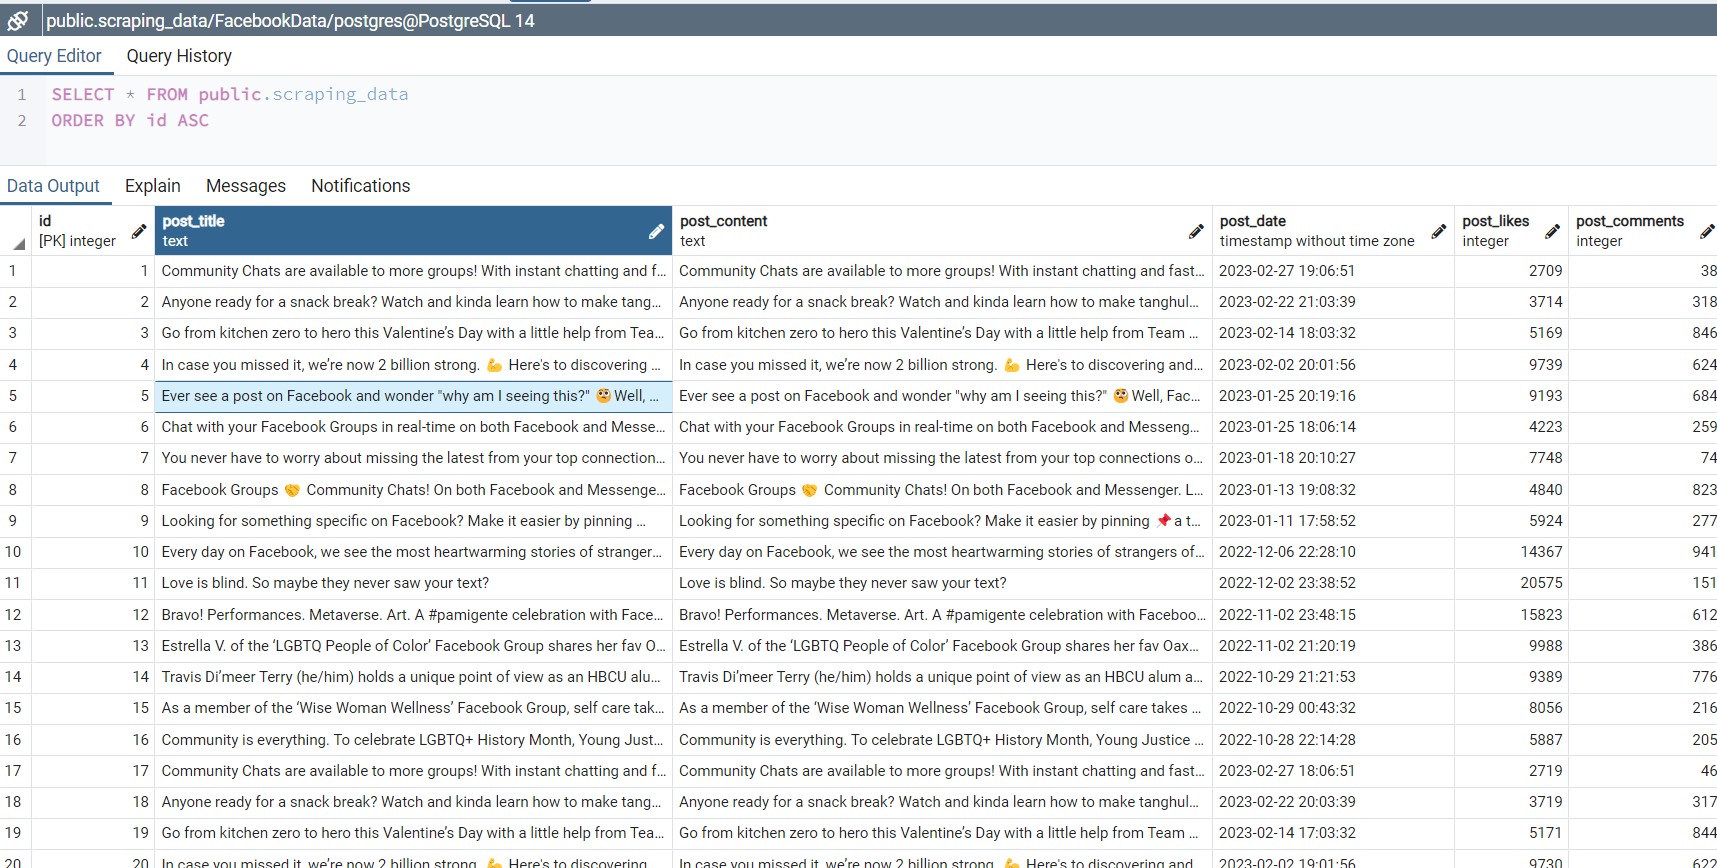 public.scraping_data/FacebookData/postgres@PostgreSQL 14
Query Editor Query History
1 SELECT * FROM public.scraping_data
2 ORDER BY id ASC
Data Output Explain Messages Notifications
id post_title post_content post_date post_likes post_comments
[PK] integer text text timestamp without time zone integer integer
1 1 Community Chats are available to more groups! With instant chatting and f... Community Chats are available to more groups! With instant chatting and fast... 2023-02-27 19:06:51 2709 38
2 2 Anyone ready for a snack break? Watch and kinda learn how to make tang... Anyone ready for a snack break? Watch and kinda learn how to make tanghul... 2023-02-22 21:03:39 3714 318
3 3 Go from kitchen zero to hero this Valentine’s Day with a little help from Tea... Go from kitchen zero to hero this Valentine’s Day with a little help from Team ... 2023-02-14 18:03:32 5169 846
4 4 In case you missed it, we’re now 2 billion strong. 💪 Here's to discovering ... In case you missed it, we’re now 2 billion strong. 💪 Here's to discovering and... 2023-02-02 20:01:56 9739 624
5 5 Ever see a post on Facebook and wonder "why am I seeing this?" Well, ... Ever see a post on Facebook and wonder "why am I seeing this?" Well, Fac... 2023-01-25 20:19:16 9193 684
6 6 Chat with your Facebook Groups in real-time on both Facebook and Messe... Chat with your Facebook Groups in real-time on both Facebook and Messeng... 2023-01-25 18:06:14 4223 259
7 7 You never have to worry about missing the latest from your top connection... You never have to worry about missing the latest from your top connections o... 2023-01-18 20:10:27 7748 74
8 8 Facebook Groups 🤝 Community Chats! On both Facebook and Messenge... Facebook Groups 🤝 Community Chats! On both Facebook and Messenger. L... 2023-01-13 19:08:32 4840 823
9 9 Looking for something specific on Facebook? Make it easier by pinning ... Looking for something specific on Facebook? Make it easier by pinning 📌 a t... 2023-01-11 17:58:52 5924 277
10 10 Every day on Facebook, we see the most heartwarming stories of stranger... Every day on Facebook, we see the most heartwarming stories of strangers of... 2022-12-06 22:28:10 14367 941
11 11 Love is blind. So maybe they never saw your text? Love is blind. So maybe they never saw your text? 2022-12-02 23:38:52 20575 151
12 12 Bravo! Performances. Metaverse. Art. A #pamigente celebration with Face... Bravo! Performances. Metaverse. Art. A #pamigente celebration with Faceboo... 2022-11-02 23:48:15 15823 612
13 13 Estrella V. of the ‘LGBTQ People of Color’ Facebook Group shares her fav O... Estrella V. of the ‘LGBTQ People of Color’ Facebook Group shares her fav Oax... 2022-11-02 21:20:19 9988 386
14 14 Travis Di’meer Terry (he/him) holds a unique point of view as an HBCU alu... Travis Di’meer Terry (he/him) holds a unique point of view as an HBCU alum a... 2022-10-29 21:21:53 9389 776
15 15 As a member of the ‘Wise Woman Wellness’ Facebook Group, self care tak... As a member of the ‘Wise Woman Wellness’ Facebook Group, self care takes ... 2022-10-29 00:43:32 8056 216
16 16 Community is everything. To celebrate LGBTQ+ History Month, Young Just... Community is everything. To celebrate LGBTQ+ History Month, Young Justice ... 2022-10-28 22:14:28 5887 205
17 17 Community Chats are available to more groups! With instant chatting and f... Community Chats are available to more groups! With instant chatting and fast... 2023-02-27 18:06:51 2719 46
18 18 Anyone ready for a snack break? Watch and kinda learn how to make tang... Anyone ready for a snack break? Watch and kinda learn how to make tanghul... 2023-02-22 20:03:39 3719 317
19 19 Go from kitchen zero to hero this Valentine’s Day with a little help from Tea... Go from kitchen zero to hero this Valentine’s Day with a little help from Team ... 2023-02-14 17:03:32 5171 844
20 20 In case you missed it, we’re now 2 billion strong. 💪 Here's to discovering ... In case you missed it, we’re now 2 billion strong. 💪 Here's to discovering and... 2023-02-02 19:01:56 9730 622